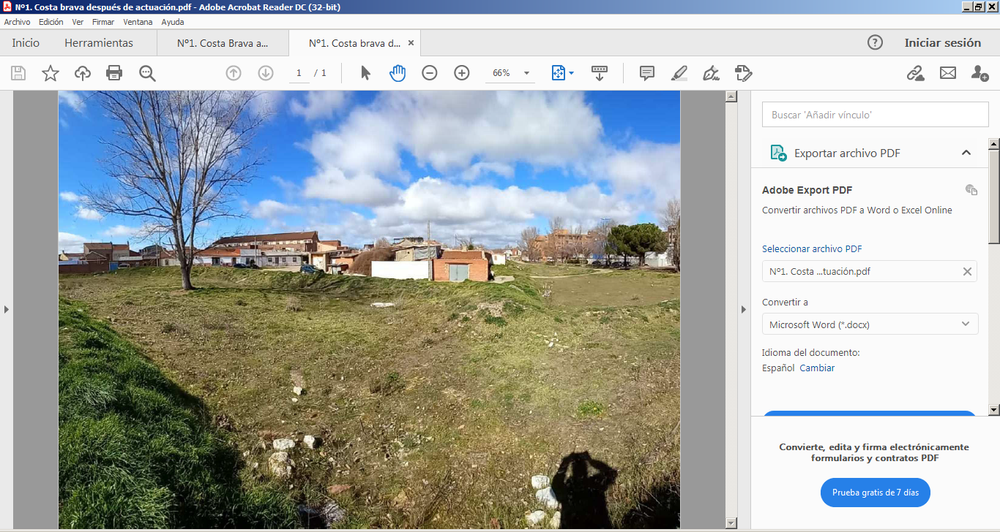 Nº1. Costa brava después de actuación.pdf - Adobe Acrobat Reader DC (32-bit)
Archivo Edición Ver Firmar Ventana Ayuda
Inicio Herramientas Nº1. Costa Brava a... Nº1. Costa brava d... Iniciar sesión
1 / 1 66%
Buscar 'Añadir vínculo'
Exportar archivo PDF
Adobe Export PDF
Convertir archivos PDF a Word o Excel Online
Seleccionar archivo PDF
Nº1. Costa ...tuación.pdf
Convertir a
Microsoft Word (*.docx)
Idioma del documento:
Español Cambiar
Convierte, edita y firma electrónicamente
formularios y contratos PDF
Prueba gratis de 7 días